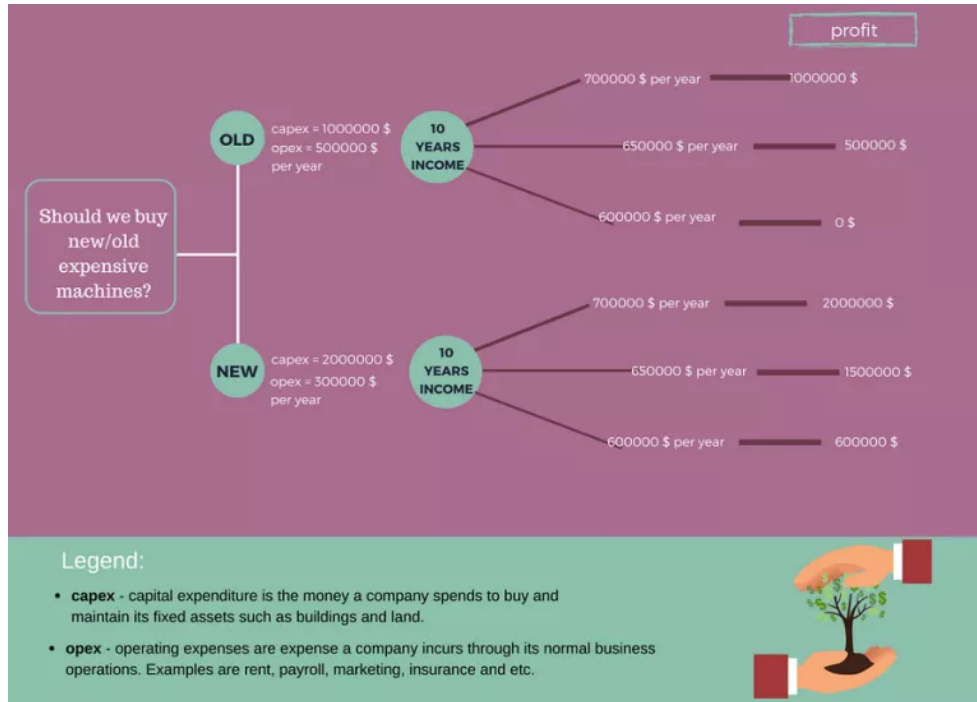 profit
700000 $ per year
1000000 $
OLD
capex = 1000000 $
opex = 500000 $
per year
10
YEARS
INCOME
650000 $ per year
500000 $
600000 $ per year
0 $
Should we buy
new/old
expensive
machines?
NEW
capex = 2000000 $
opex = 300000 $
per year
10
YEARS
INCOME
700000 $ per year
2000000 $
650000 $ per year
1500000 $
600000 $ per year
600000 $
Legend:
• capex - capital expenditure is the money a company spends to buy and
maintain its fixed assets such as buildings and land.
• opex - operating expenses are expense a company incurs through its normal business
operations. Examples are rent, payroll, marketing, insurance and etc.